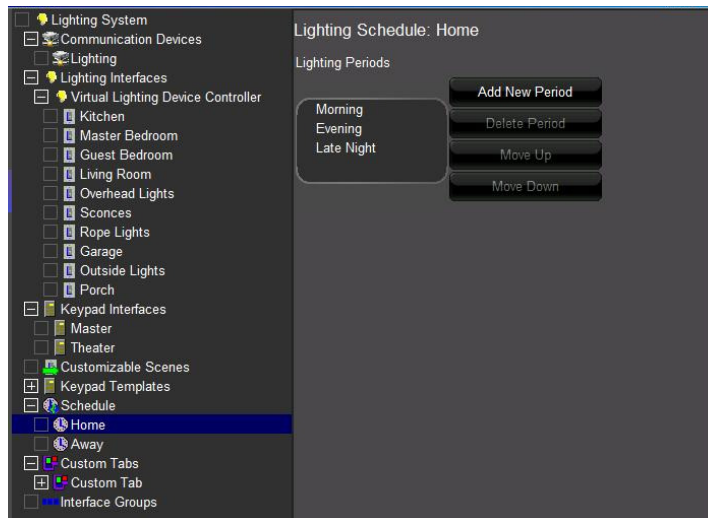 Lighting System
Communication Devices
Lighting
Lighting Interfaces
Virtual Lighting Device Controller
Kitchen
Master Bedroom
Guest Bedroom
Living Room
Overhead Lights
Sconces
Rope Lights
Garage
Outside Lights
Porch
Keypad Interfaces
Master
Theater
Customizable Scenes
Keypad Templates
Schedule
Home
Away
Custom Tabs
Custom Tab
Interface Groups
Lighting Schedule: Home
Lighting Periods
Morning
Evening
Late Night
Add New Period
Delete Period
Move Up
Move Down